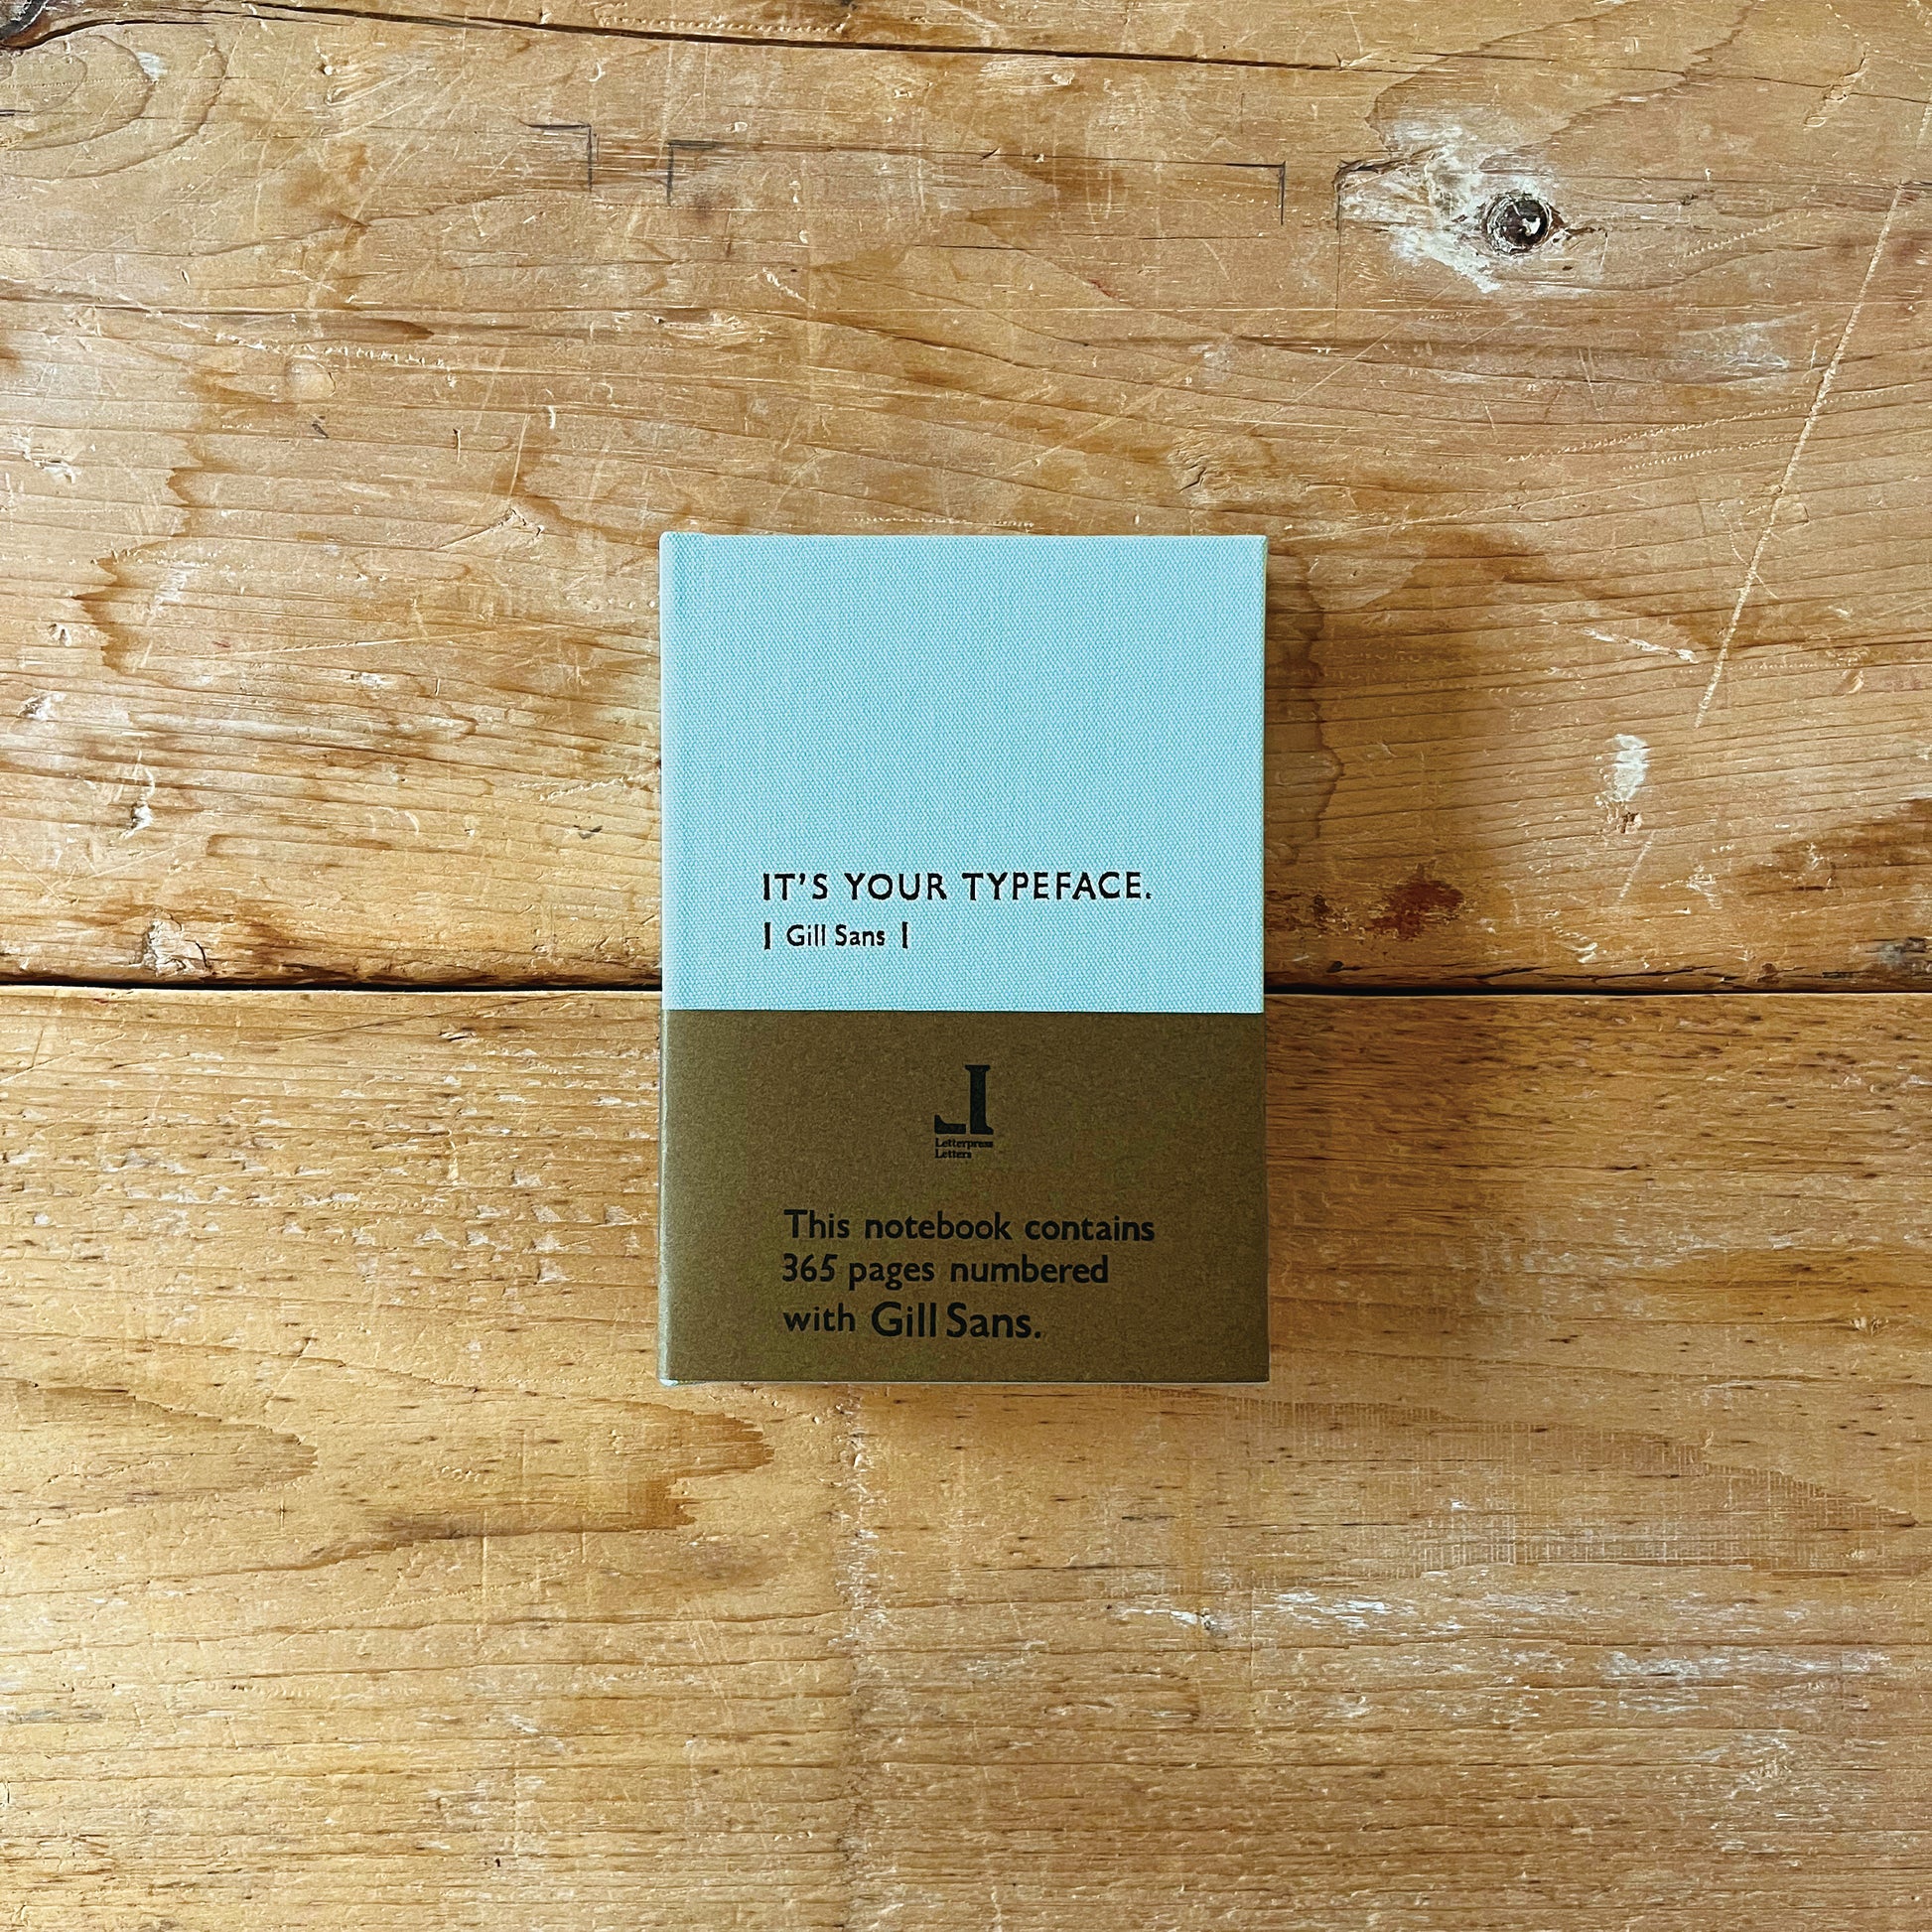 IT'S YOUR TYPEFACE.
[ Gill Sans ]
Letterpress
Letters
This notebook contains
365 pages numbered
with Gill Sans.